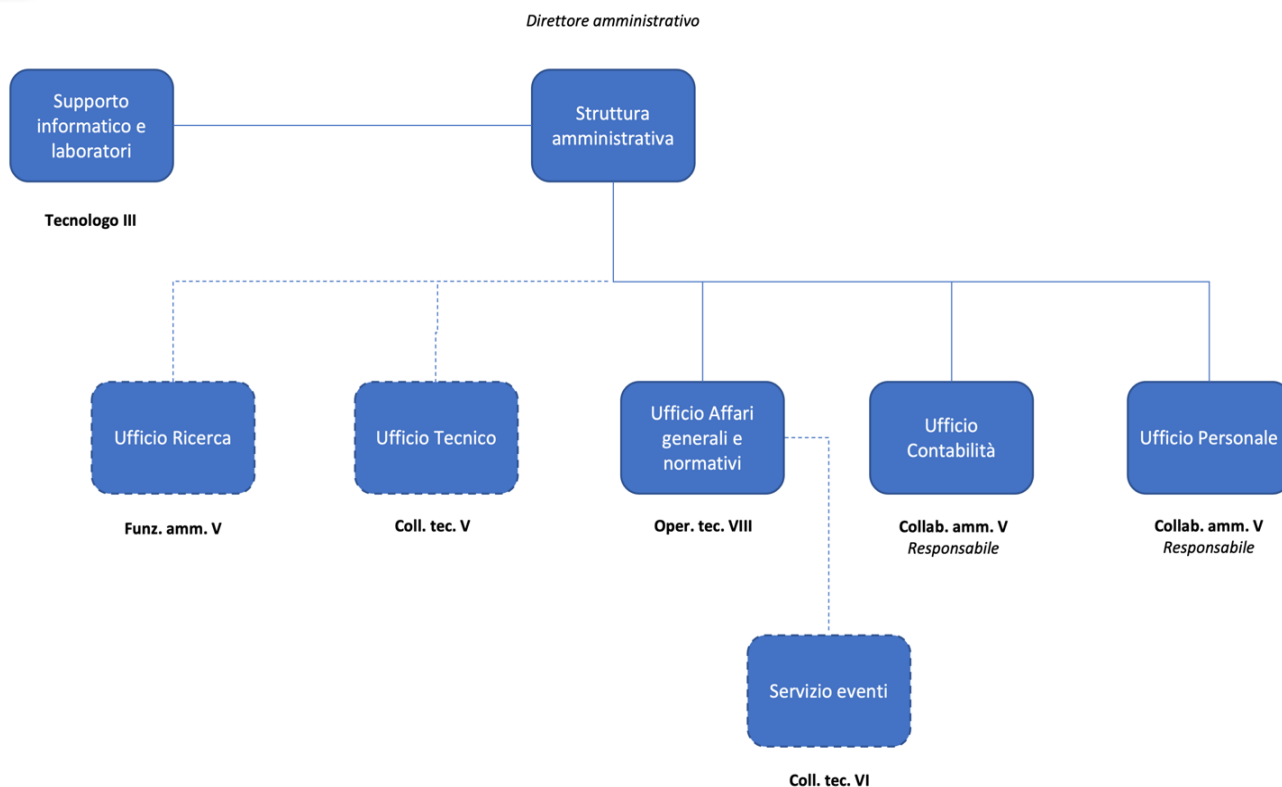 Direttore amministrativo
Supporto
informatico e
laboratori
Struttura
amministrativa
Tecnologo III
Ufficio Ricerca
Ufficio Tecnico
Ufficio Affari
generali e
normativi
Ufficio
Contabilità
Ufficio Personale
Funz. amm. V
Coll. tec. V
Oper. tec. VIII
Collab. amm. V
Responsabile
Collab. amm. V
Responsabile
Servizio eventi
Coll. tec. VI